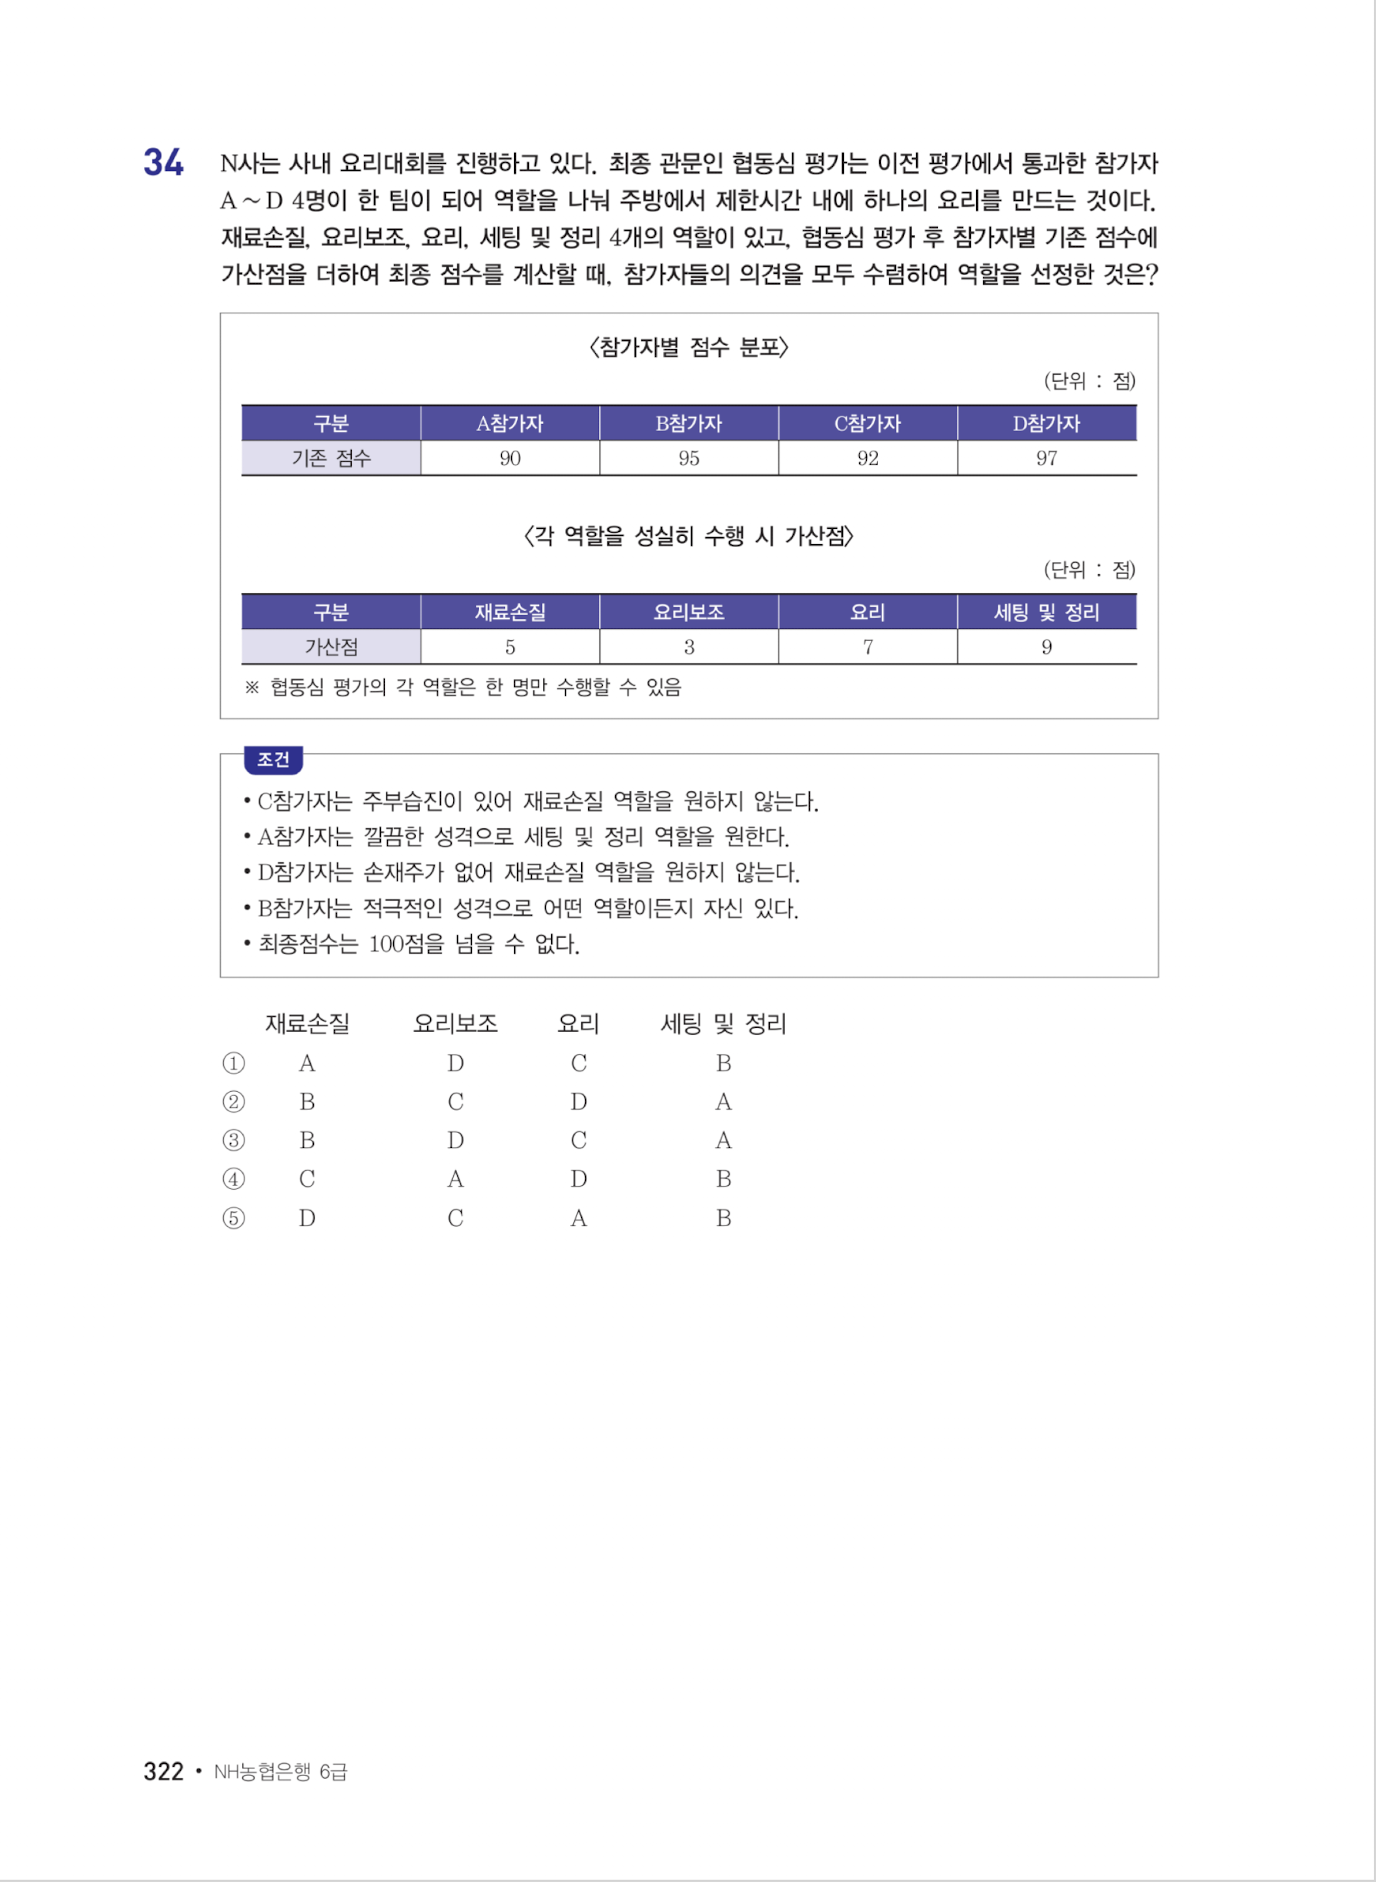 34
N사는 사내 요리대회를 진행하고 있다. 최종 관문인 협동심 평가는 이전 평가에서 통과한 참가자
A ~ D 4명이 한 팀이 되어 역할을 나눠 주방에서 제한시간 내에 하나의 요리를 만드는 것이다.
재료손질, 요리보조, 요리, 세팅 및 정리 4개의 역할이 있고, 협동심 평가 후 참가자별 기존 점수에
가산점을 더하여 최종 점수를 계산할 때, 참가자들의 의견을 모두 수렴하여 역할을 선정한 것은?
〈참가자별 점수 분포〉
(단위 : 점)
구분 A참가자 B참가자 C참가자 D참가자
기존 점수 90 95 92 97
〈각 역할을 성실히 수행 시 가산점〉
(단위 : 점)
구분 재료손질 요리보조 요리 세팅 및 정리
가산점 5 3 7 9
※ 협동심 평가의 각 역할은 한 명만 수행할 수 있음
조건
• C참가자는 주부습진이 있어 재료손질 역할을 원하지 않는다.
• A참가자는 깔끔한 성격으로 세팅 및 정리 역할을 원한다.
• D참가자는 손재주가 없어 재료손질 역할을 원하지 않는다.
• B참가자는 적극적인 성격으로 어떤 역할이든지 자신 있다.
• 최종점수는 100점을 넘을 수 없다.
재료손질 요리보조 요리 세팅 및 정리
① A D C B
② B C D A
③ B D C A
④ C A D B
⑤ D C A B
322 • NH농협은행 6급